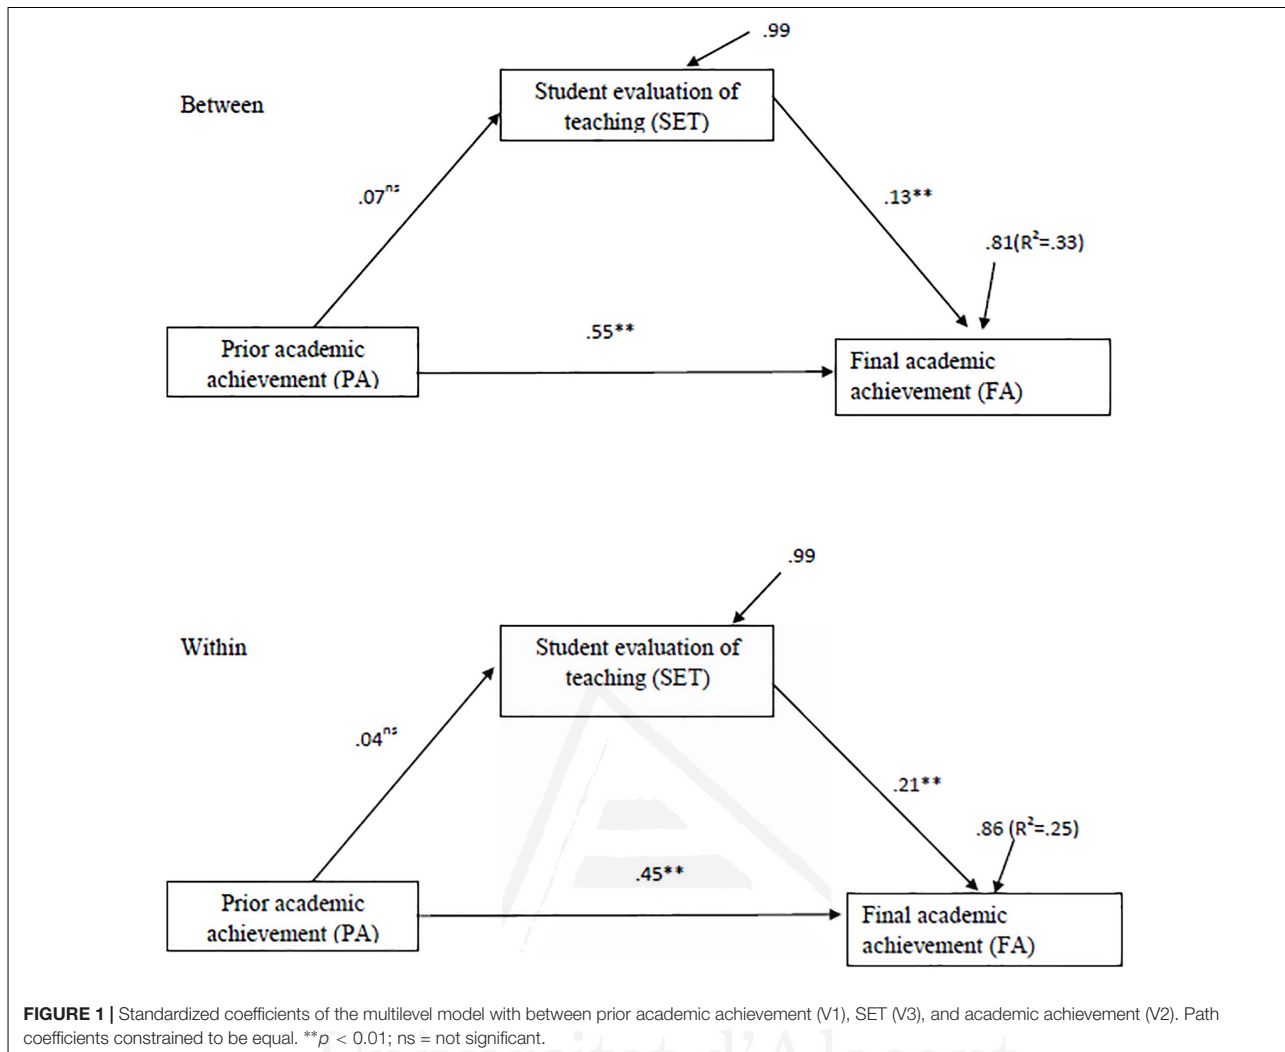 .99
Between
Student evaluation of
teaching (SET)
.07ⁿˢ
.13**
.81(R²=.33)
.55**
Prior academic
achievement (PA)
Final academic
achievement (FA)
.99
Within
Student evaluation of
teaching (SET)
.04ⁿˢ
.21**
.86 (R²=.25)
.45**
Prior academic
achievement (PA)
Final academic
achievement (FA)
FIGURE 1 | Standardized coefficients of the multilevel model with between prior academic achievement (V1), SET (V3), and academic achievement (V2). Path
coefficients constrained to be equal. **p < 0.01; ns = not significant.